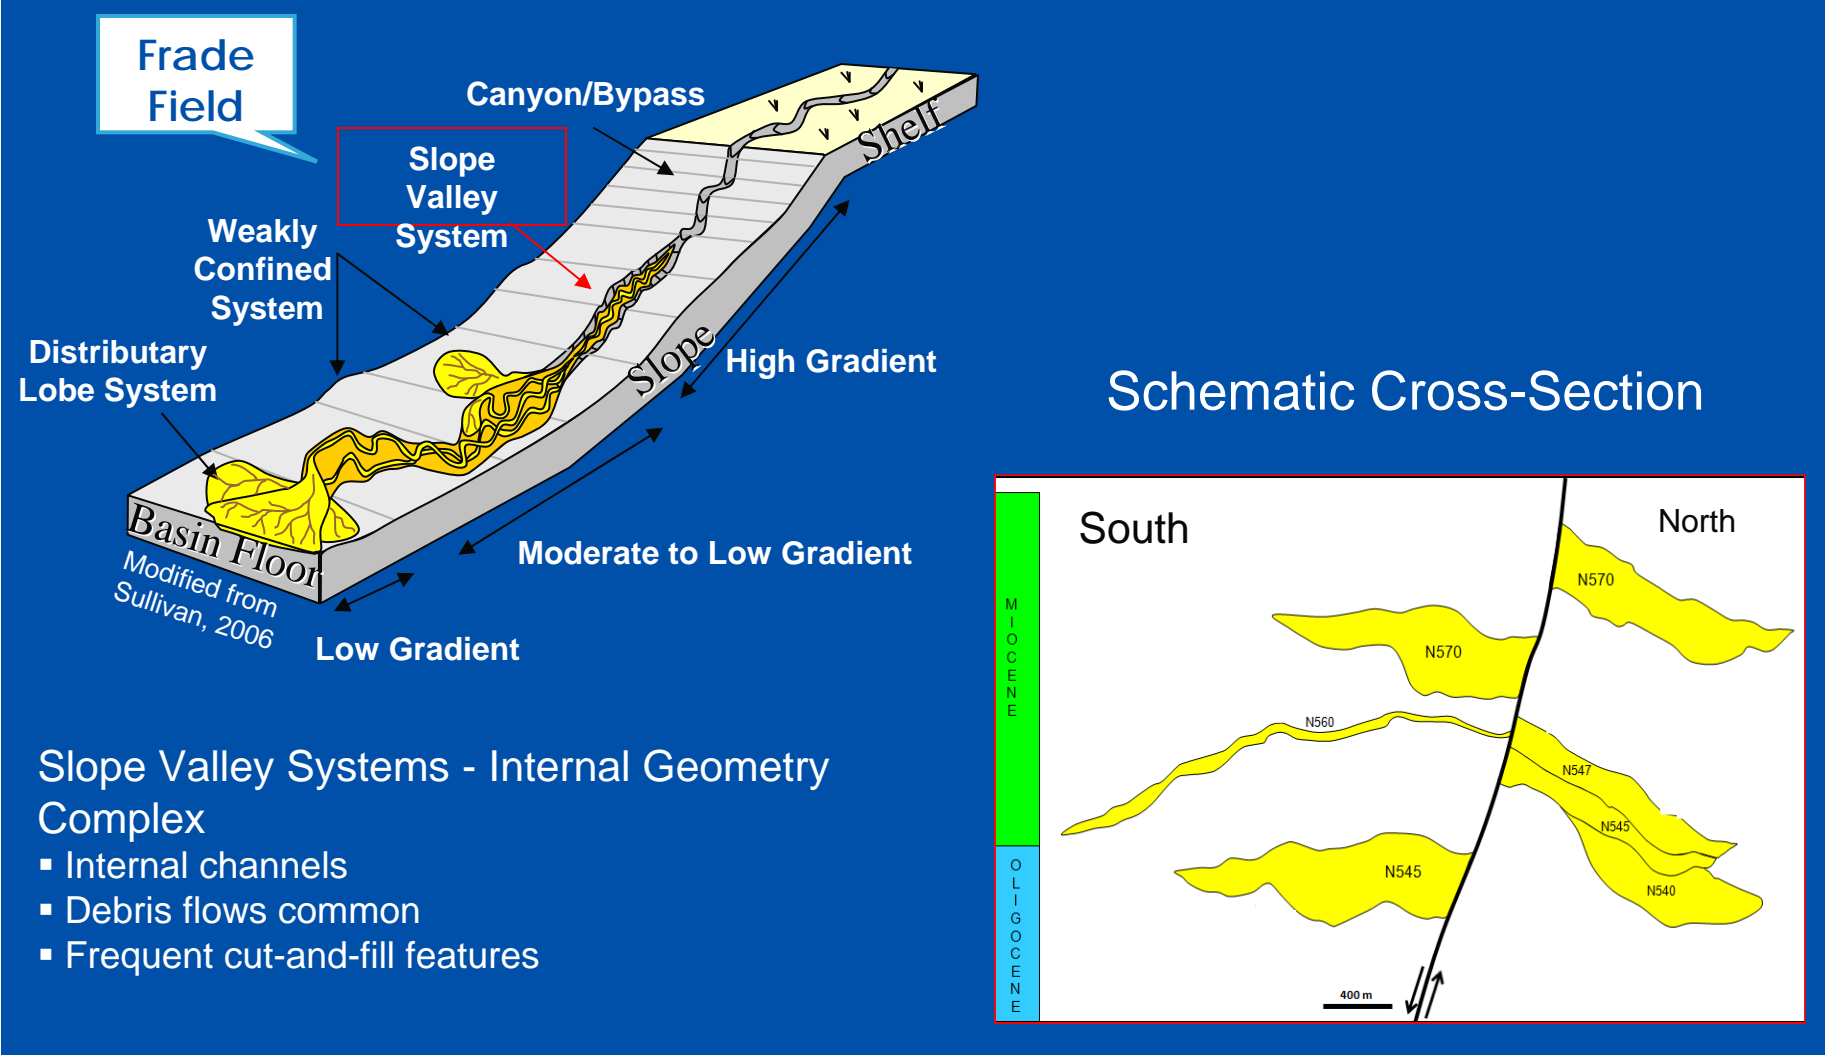 Frade
Field
Canyon/Bypass
Slope
Valley
System
Weakly
Confined
System
Distributary
Lobe System
Shelf
Slope
Basin Floor
High Gradient
Moderate to Low Gradient
Low Gradient
Modified from
Sullivan, 2006
Slope Valley Systems - Internal Geometry
Complex
▪ Internal channels
▪ Debris flows common
▪ Frequent cut-and-fill features
Schematic Cross-Section
South
North
MIOCENE
OLIGOCENE
N570
N570
N560
N547
N545
N545
N540
400 m